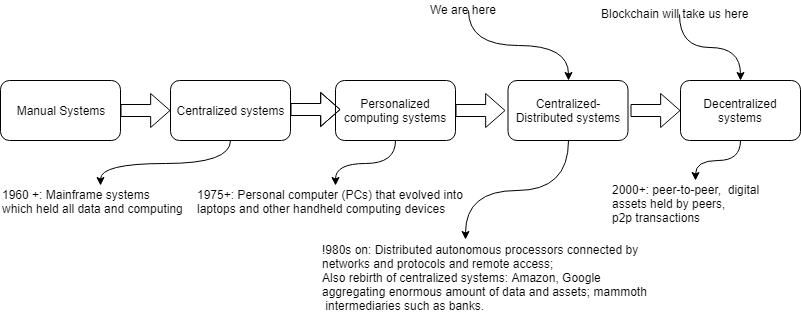 We are here
Blockchain will take us here
Manual Systems
Centralized systems
Personalized
computing systems
Centralized-
Distributed systems
Decentralized
systems
1960 +: Mainframe systems
which held all data and computing
1975+: Personal computer (PCs) that evolved into
laptops and other handheld computing devices
2000+: peer-to-peer, digital
assets held by peers,
p2p transactions
!980s on: Distributed autonomous processors connected by
networks and protocols and remote access;
Also rebirth of centralized systems: Amazon, Google
aggregating enormous amount of data and assets; mammoth
intermediaries such as banks.